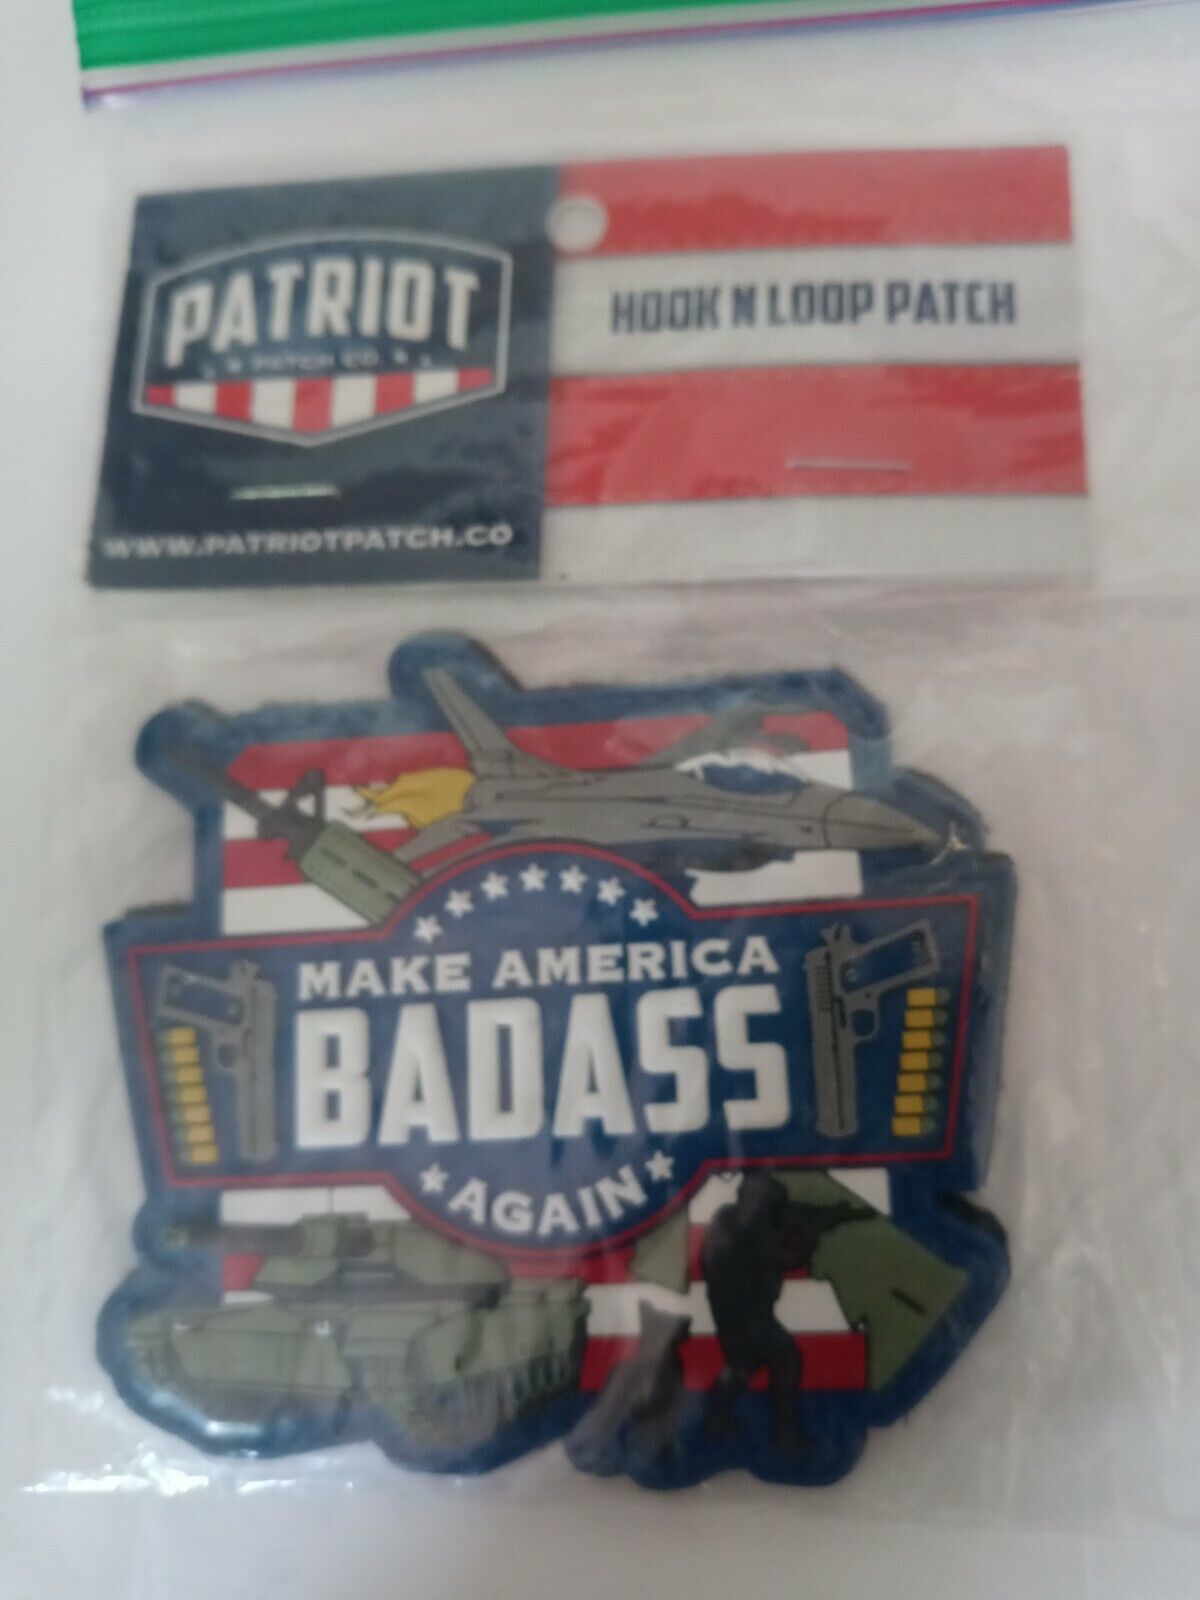 PATRIOT
PATCH CO.
HOOK N LOOP PATCH
WWW.PATRIOTPATCH.CO
MAKE AMERICA
BADASS
AGAIN